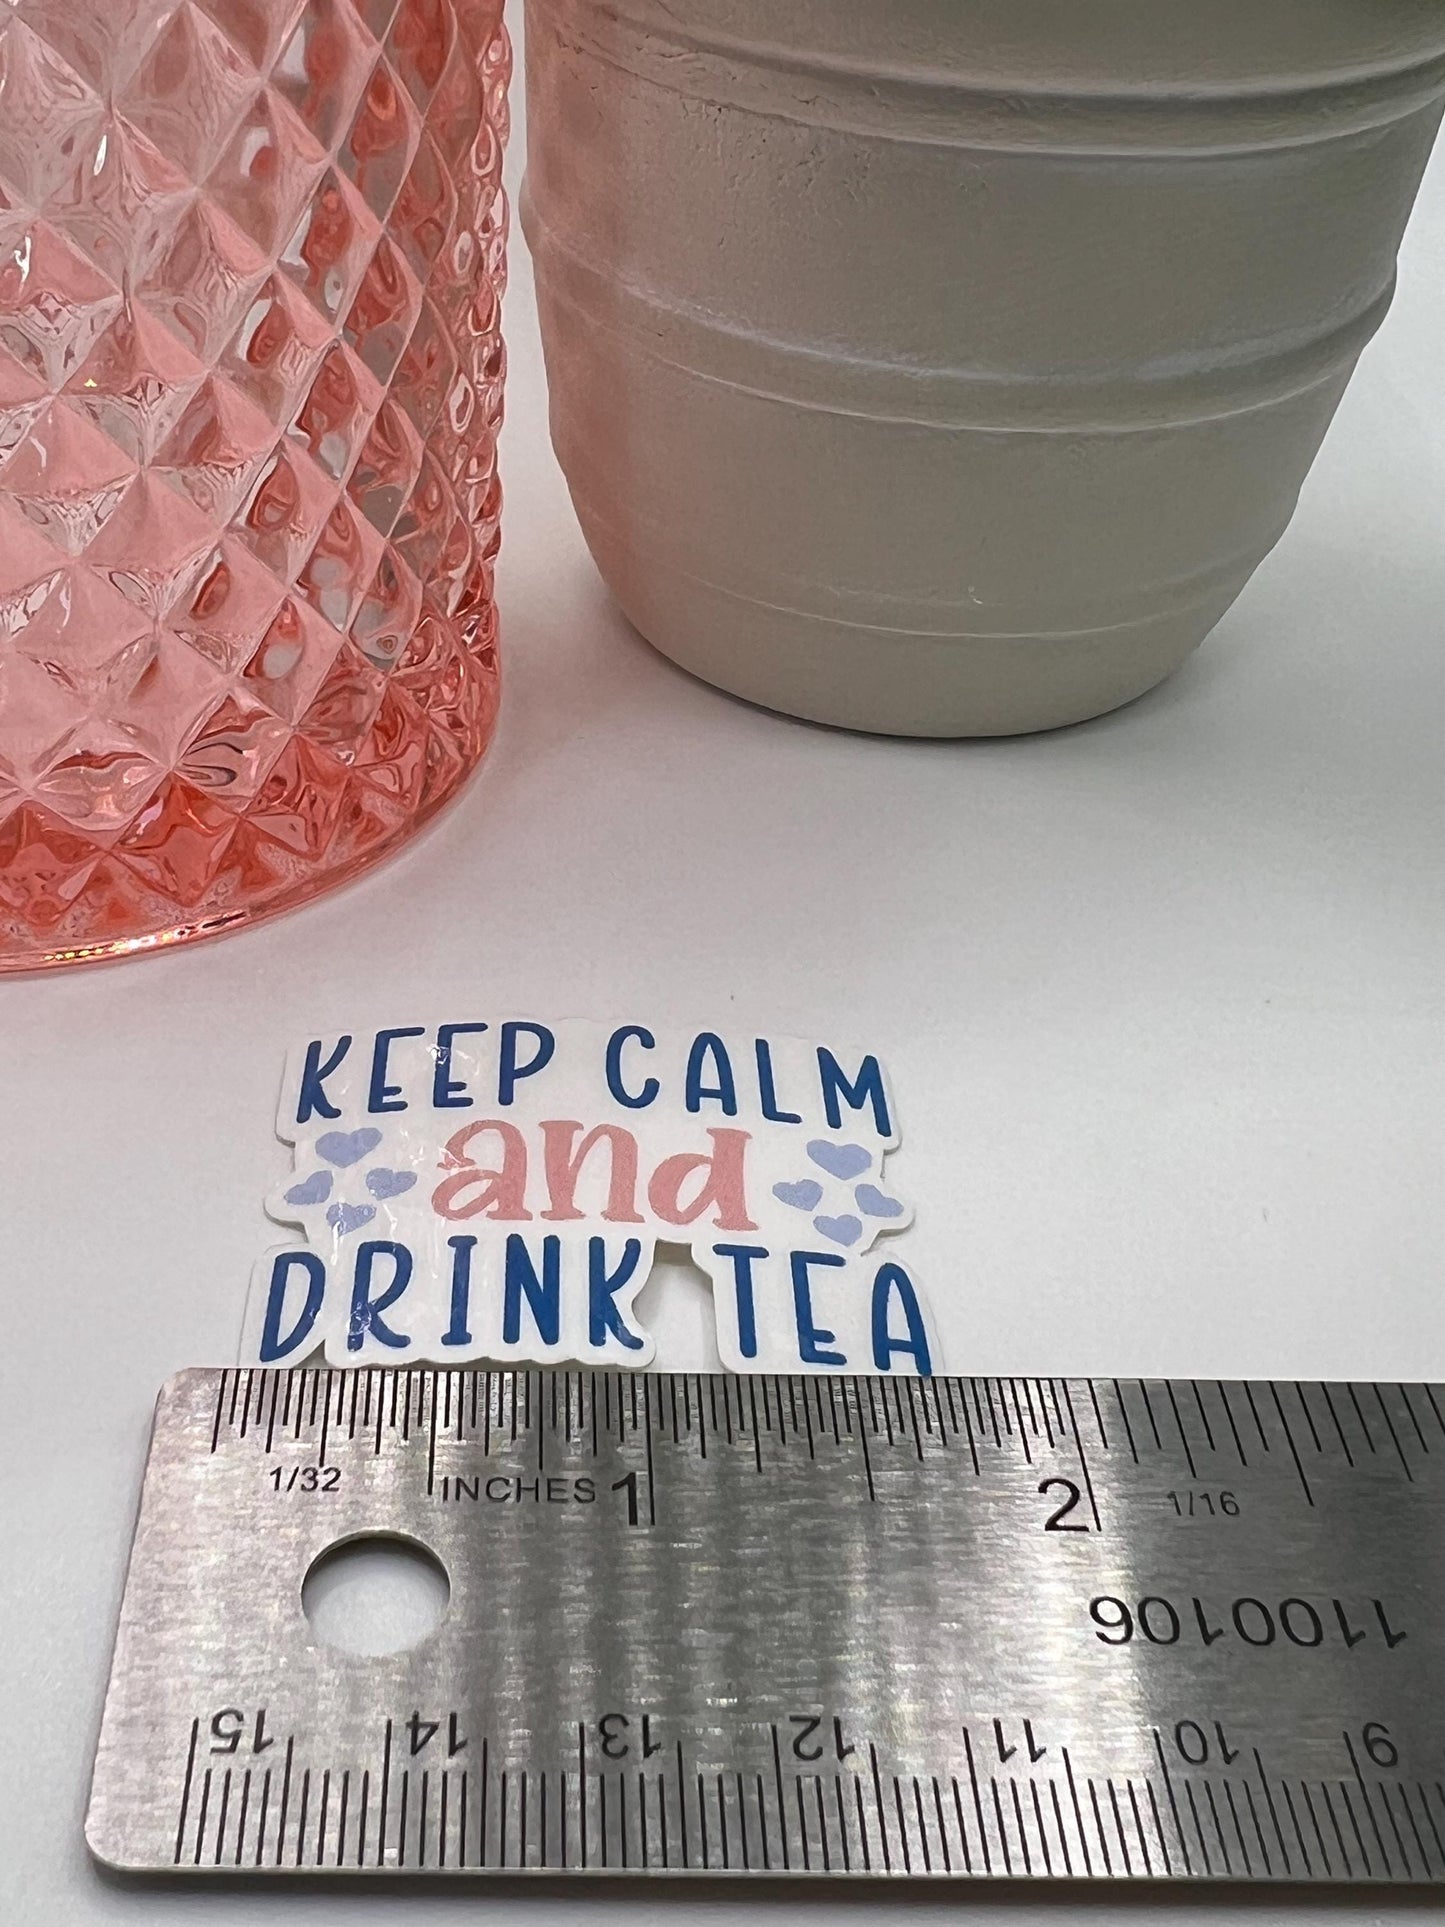 KEEP CALM
and
DRINK TEA
1/32 INCHES 1 2 1/16
1100106
15 14 13 12 11 10 9